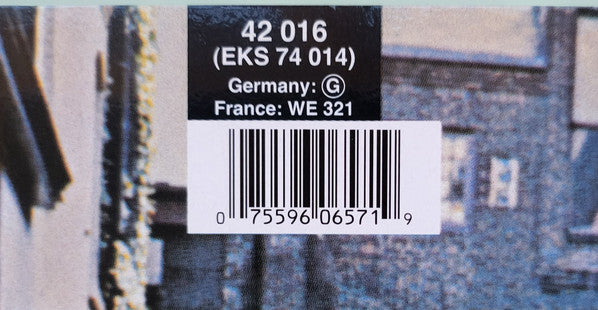 42 016
(EKS 74 014)
Germany: Ⓖ
France: WE 321
0 75596 06571 9